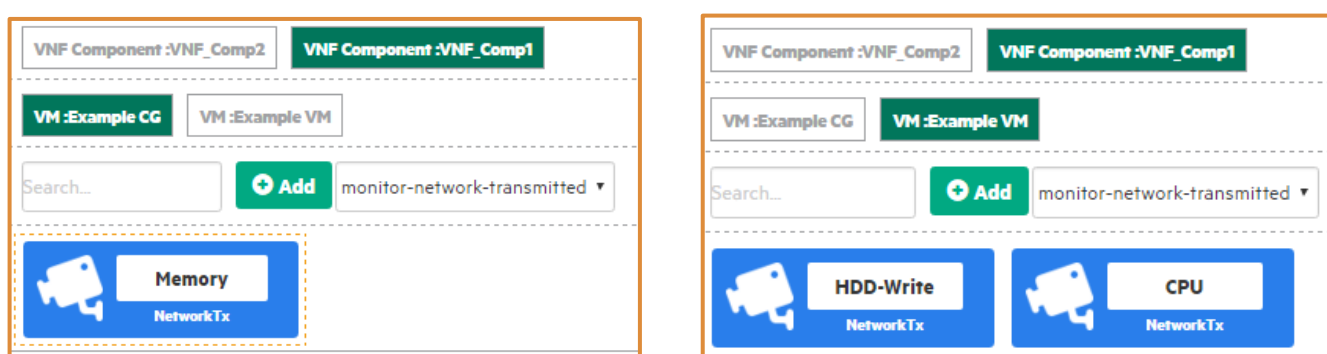 VNF Component :VNF_Comp2 VNF Component :VNF_Comp1
VM :Example CG VM :Example VM
Search... Add monitor-network-transmitted
Memory
NetworkTx
VNF Component :VNF_Comp2 VNF Component :VNF_Comp1
VM :Example CG VM :Example VM
Search... Add monitor-network-transmitted
HDD-Write CPU
NetworkTx NetworkTx